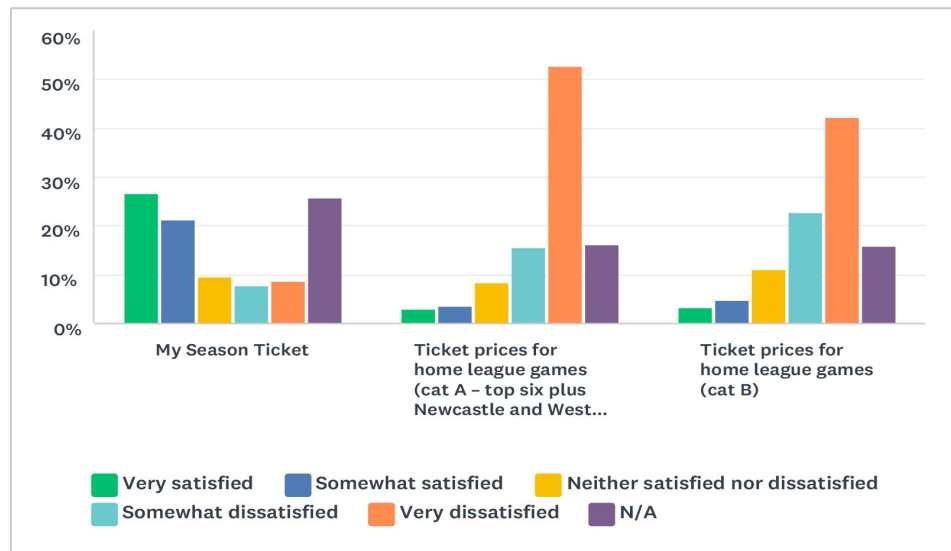 60%
50%
40%
30%
20%
10%
0%
My Season Ticket
Ticket prices for
home league games
(cat A – top six plus
Newcastle and West...
Ticket prices for
home league games
(cat B)
Very satisfied
Somewhat satisfied
Neither satisfied nor dissatisfied
Somewhat dissatisfied
Very dissatisfied
N/A